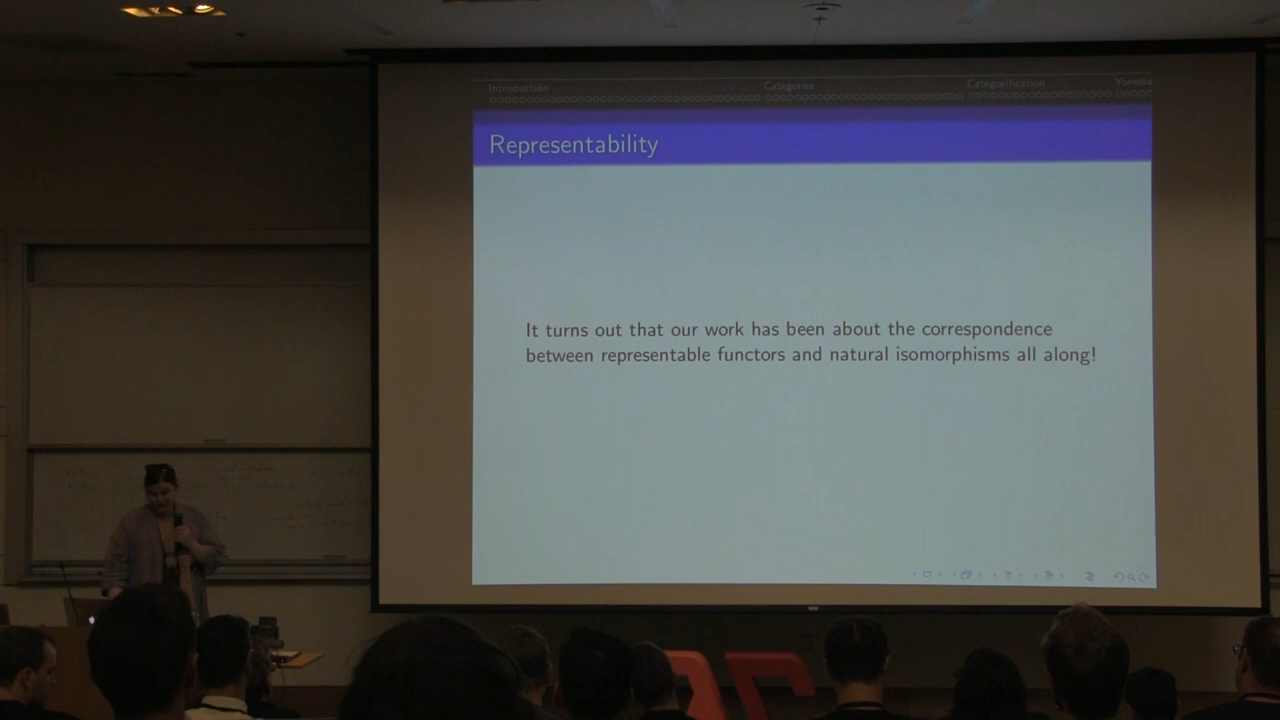 Introduction
Categories
Categorification
Yoneda
Representability
It turns out that our work has been about the correspondence
between representable functors and natural isomorphisms all along!